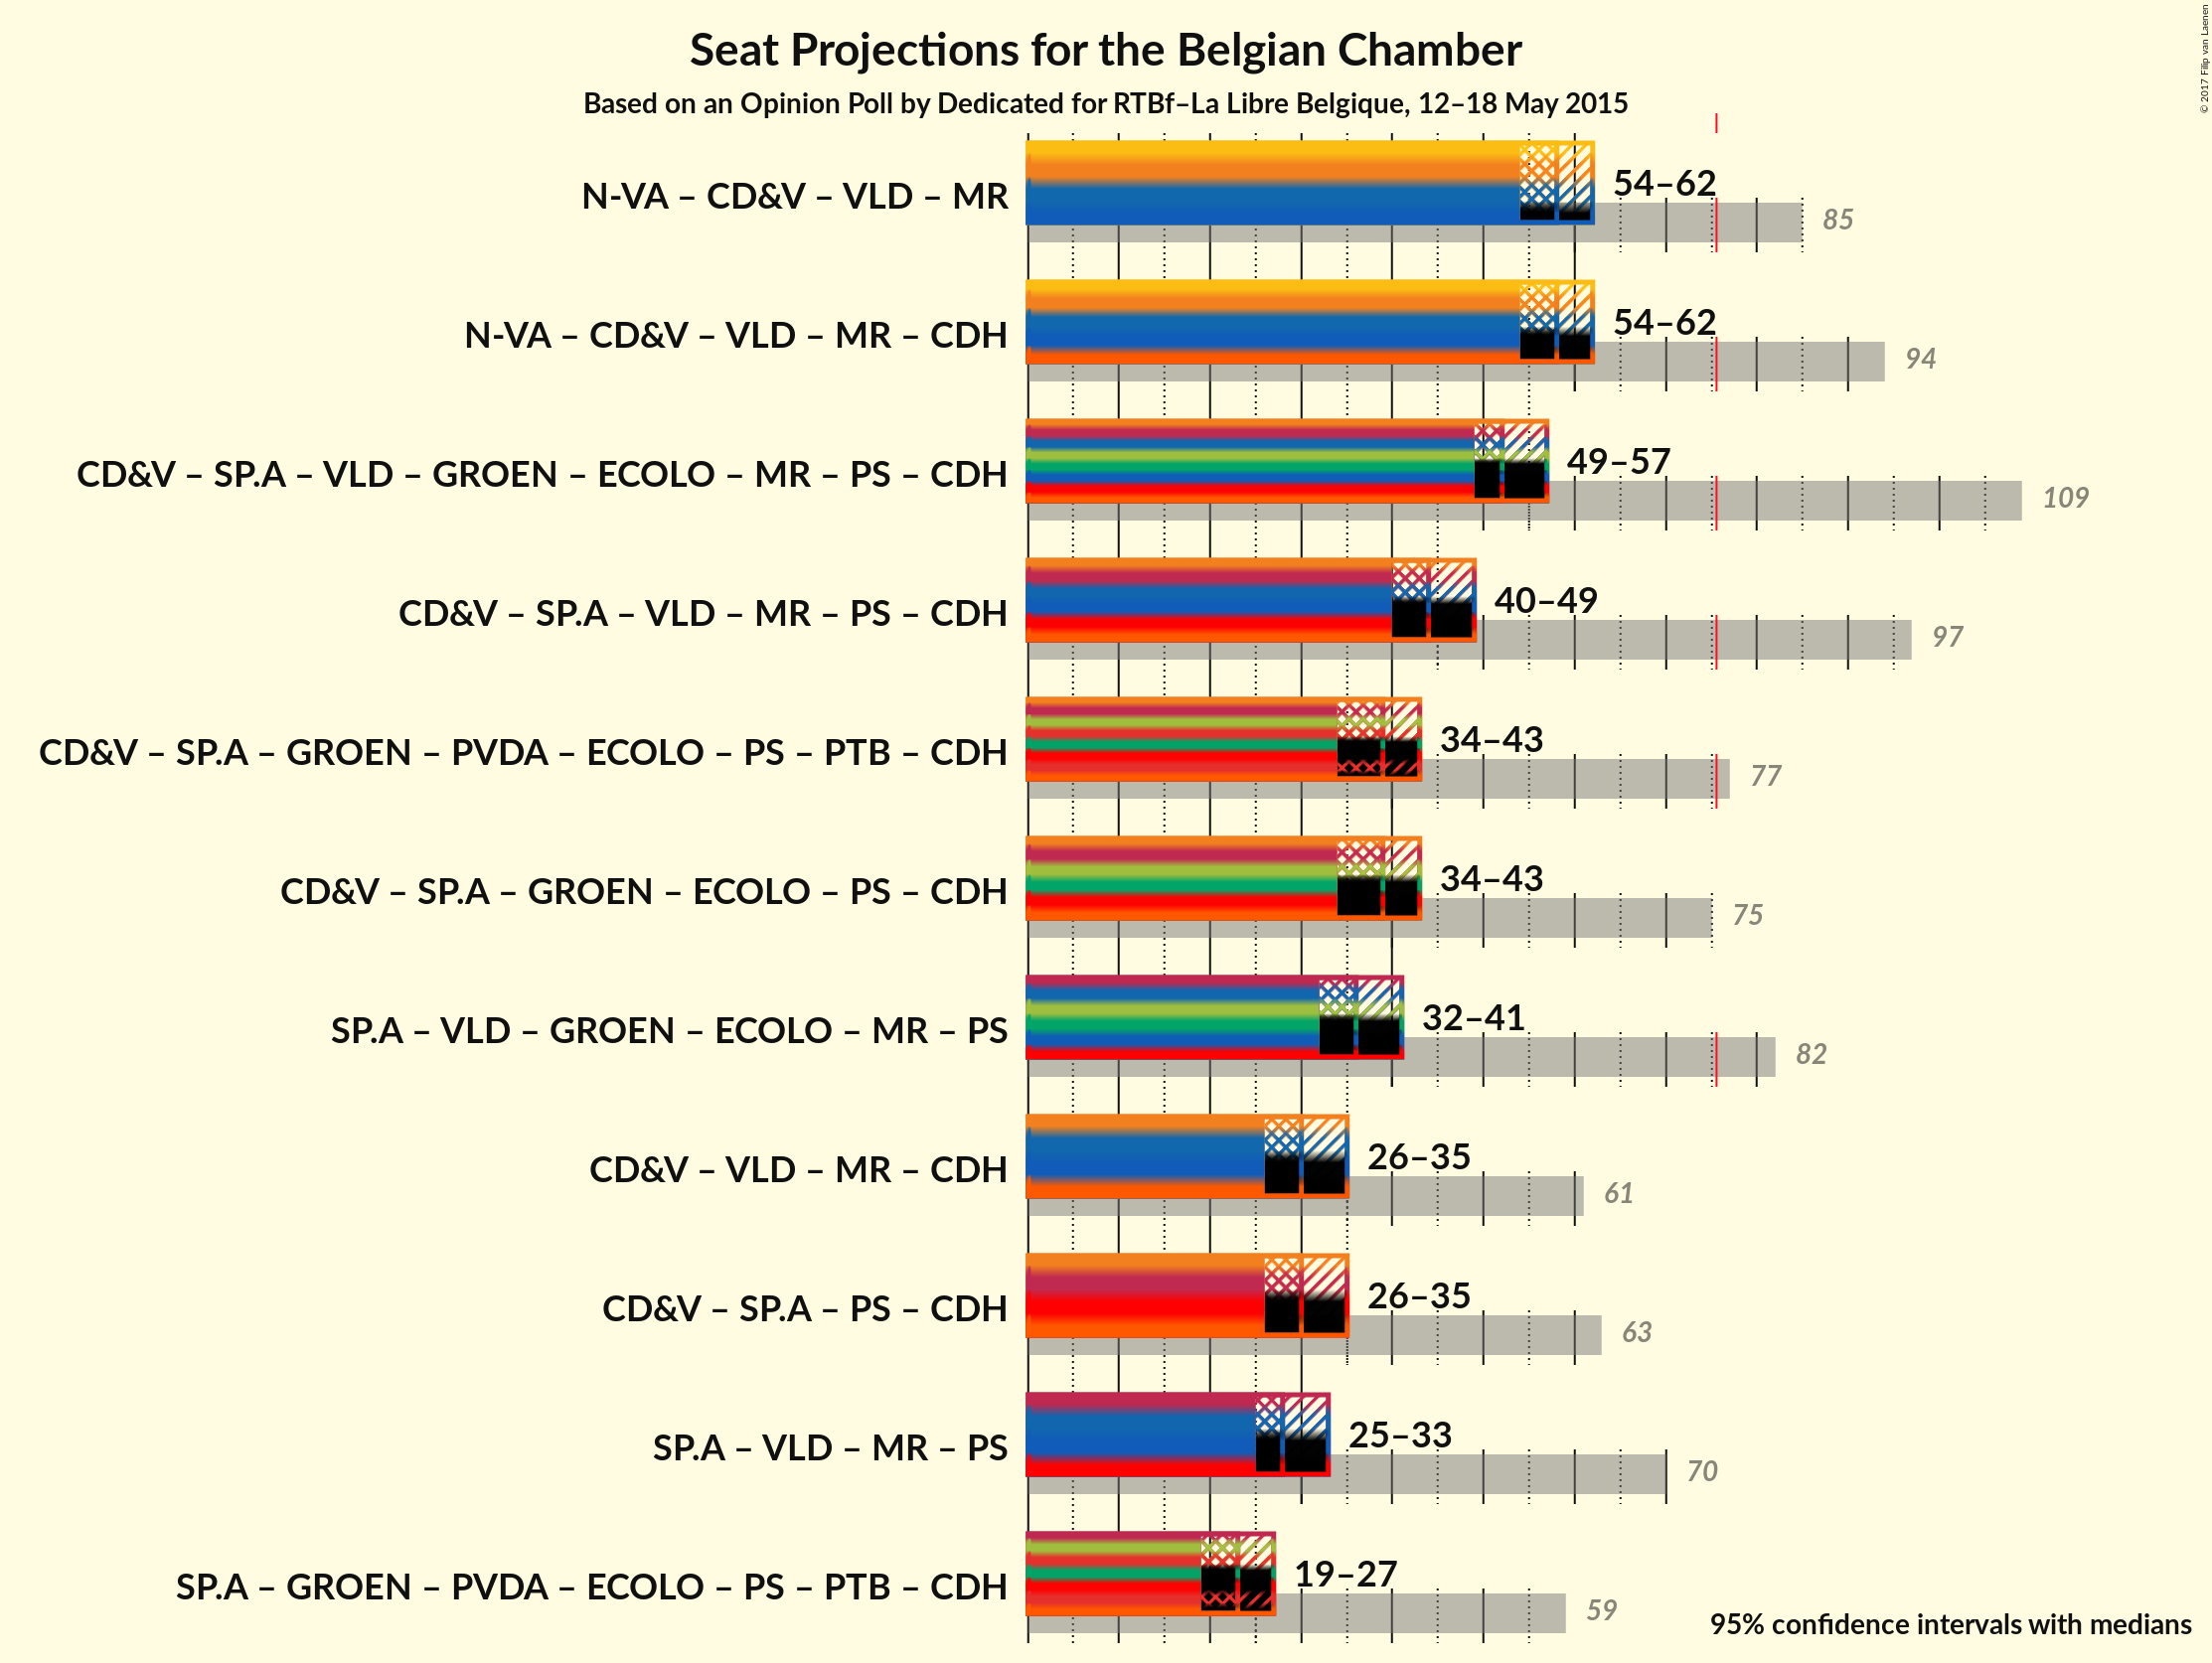 Seat Projections for the Belgian Chamber
Based on an Opinion Poll by Dedicated for RTBf–La Libre Belgique, 12–18 May 2015
© 2017 Filip van Laenen
N-VA – CD&V – VLD – MR
54–62
85
N-VA – CD&V – VLD – MR – CDH
54–62
94
CD&V – SP.A – VLD – GROEN – ECOLO – MR – PS – CDH
49–57
109
CD&V – SP.A – VLD – MR – PS – CDH
40–49
97
CD&V – SP.A – GROEN – PVDA – ECOLO – PS – PTB – CDH
34–43
77
CD&V – SP.A – GROEN – ECOLO – PS – CDH
34–43
75
SP.A – VLD – GROEN – ECOLO – MR – PS
32–41
82
CD&V – VLD – MR – CDH
26–35
61
CD&V – SP.A – PS – CDH
26–35
63
SP.A – VLD – MR – PS
25–33
70
SP.A – GROEN – PVDA – ECOLO – PS – PTB – CDH
19–27
59
95% confidence intervals with medians